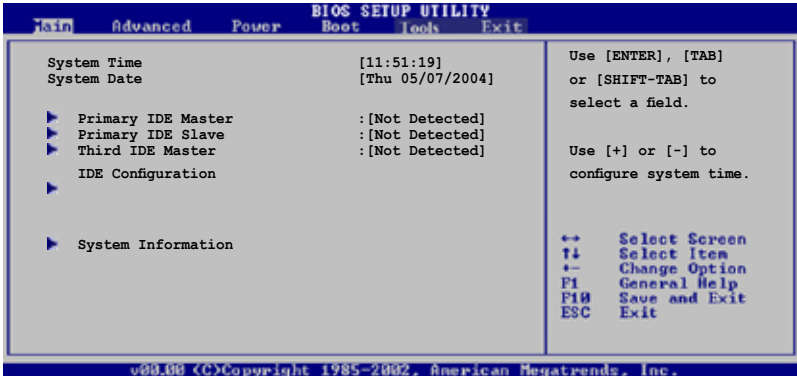 BIOS SETUP UTILITY
Main Advanced Power Boot Tools Exit
System Time [11:51:19]
System Date [Thu 05/07/2004]
Primary IDE Master :[Not Detected]
Primary IDE Slave :[Not Detected]
Third IDE Master :[Not Detected]
IDE Configuration
System Information
Use [ENTER], [TAB]
or [SHIFT-TAB] to
select a field.
Use [+] or [-] to
configure system time.
↔ Select Screen
↑↓ Select Item
+- Change Option
F1 General Help
F10 Save and Exit
ESC Exit
v00.00 (C)Copyright 1985-2002, American Megatrends, Inc.